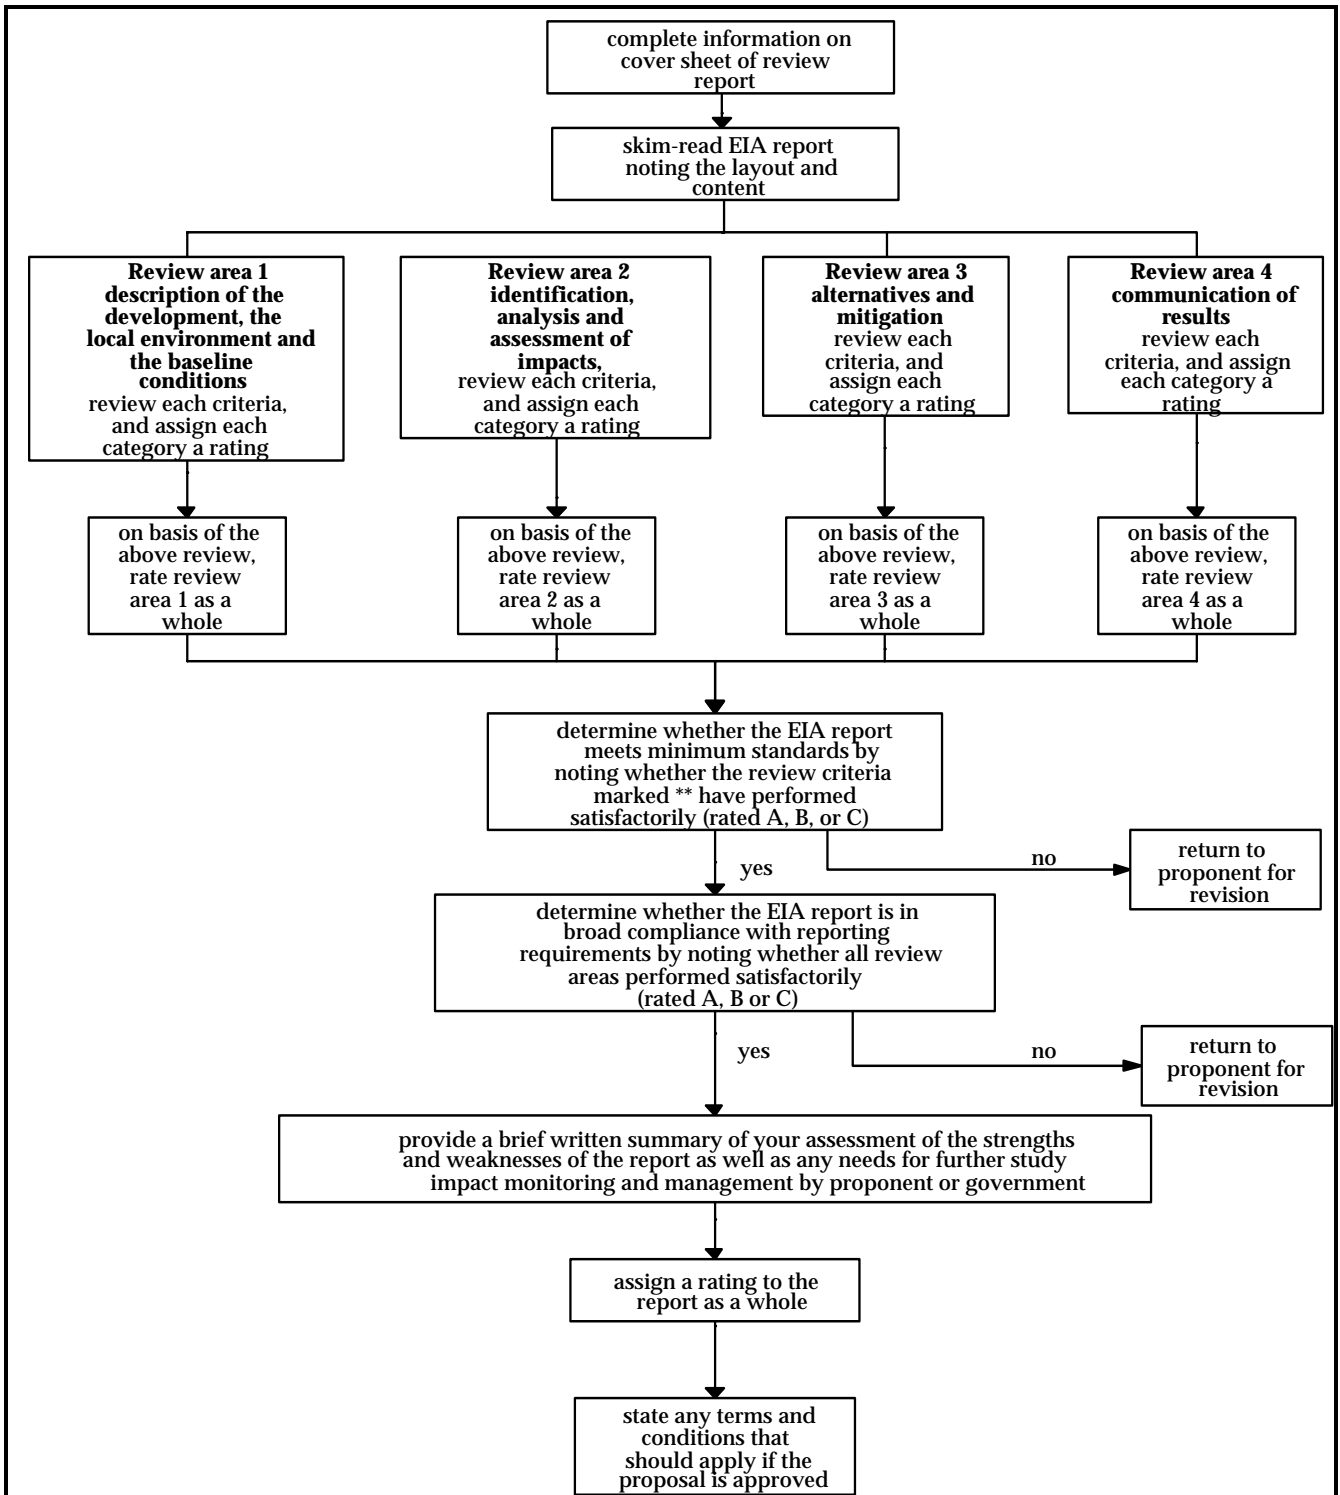 complete information on
cover sheet of review
report
skim-read EIA report
noting the layout and
content
Review area 1
description of the
development, the
local environment and
the baseline
conditions
review each criteria,
and assign each
category a rating
Review area 2
identification,
analysis and
assessment of
impacts,
review each criteria,
and assign each
category a rating
Review area 3
alternatives and
mitigation
review each
criteria, and
assign each
category a rating
Review area 4
communication of
results
review each
criteria, and assign
each category a
rating
on basis of the
above review,
rate review
area 1 as a
whole
on basis of the
above review,
rate review
area 2 as a
whole
on basis of the
above review,
rate review
area 3 as a
whole
on basis of the
above review,
rate review
area 4 as a
whole
determine whether the EIA report
meets minimum standards by
noting whether the review criteria
marked ** have performed
satisfactorily (rated A, B, or C)
yes
no
return to
proponent for
revision
determine whether the EIA report is in
broad compliance with reporting
requirements by noting whether all review
areas performed satisfactorily
(rated A, B or C)
yes
no
return to
proponent for
revision
provide a brief written summary of your assessment of the strengths
and weaknesses of the report as well as any needs for further study
impact monitoring and management by proponent or government
assign a rating to the
report as a whole
state any terms and
conditions that
should apply if the
proposal is approved